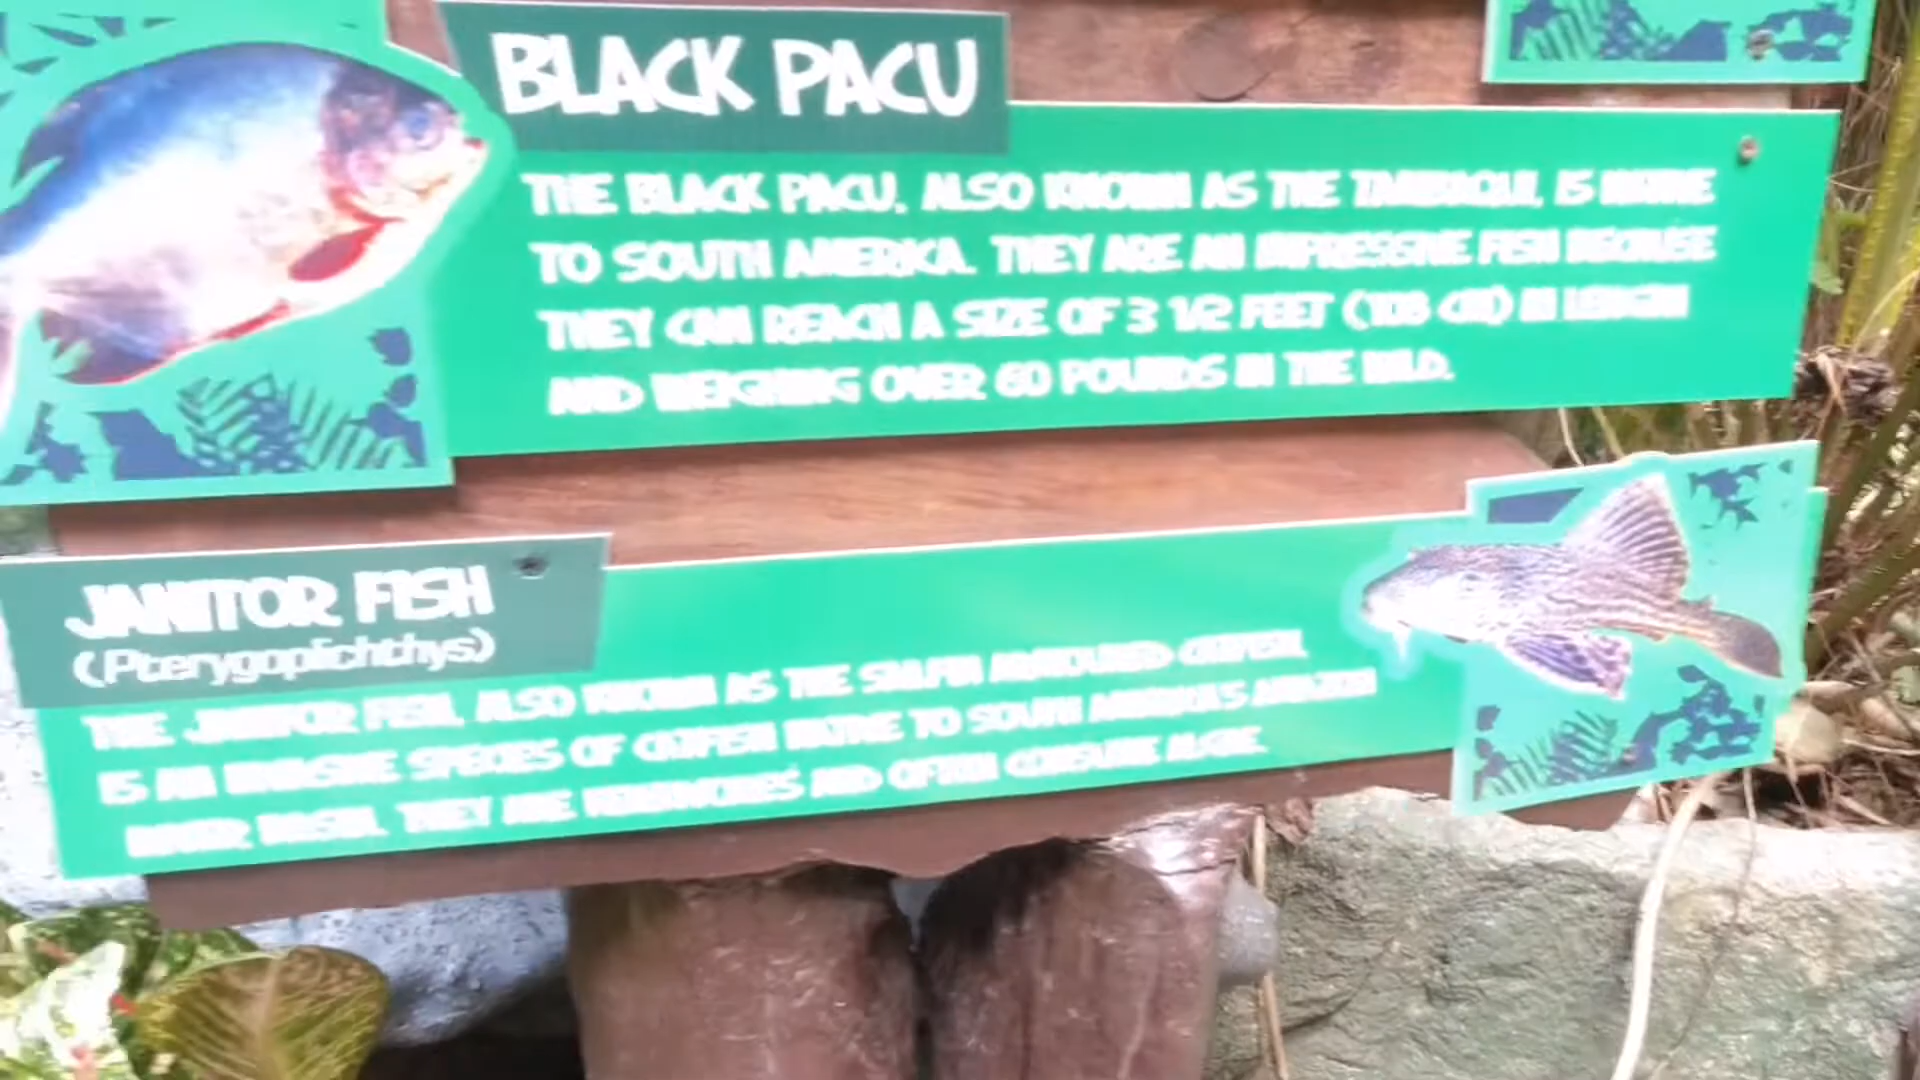 BLACK PACU
THE BLACK PACU, ALSO KNOWN AS THE TAMBAQUI, IS NATIVE
TO SOUTH AMERICA. THEY ARE AN IMPRESSIVE FISH BECAUSE
THEY CAN REACH A SIZE OF 3 1/2 FEET (108 CM) IN LENGTH
AND WEIGHING OVER 60 POUNDS IN THE WILD.
JANITOR FISH
(Pterygoplichthys)
THE JANITOR FISH, ALSO KNOWN AS THE SAILFIN ARMOURED CATFISH,
IS AN INVASIVE SPECIES OF CATFISH NATIVE TO SOUTH AMERICA'S AMAZON
RIVER BASIN. THEY ARE HERBIVORES AND OFTEN CONSUME ALGAE.